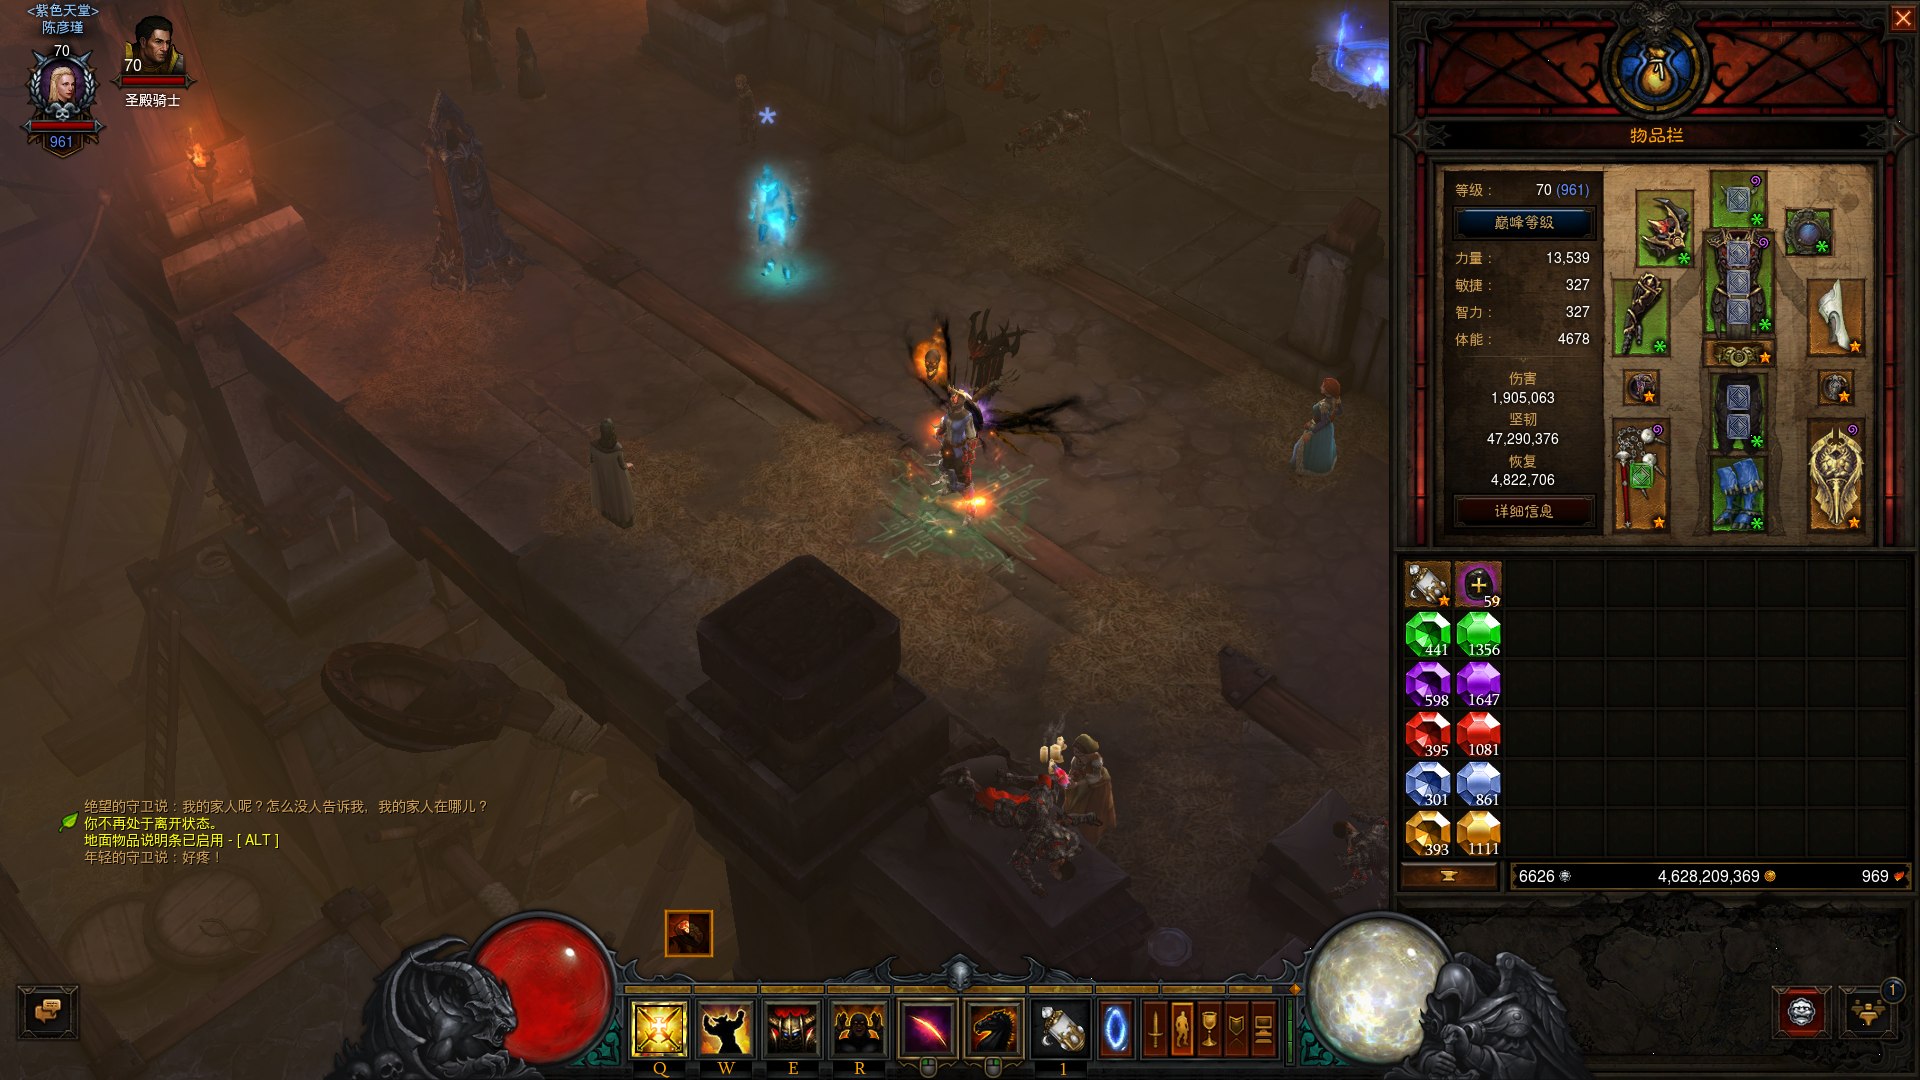 <紫色天堂>
陈彦瑾
70
961
70
圣殿骑士
物品栏
等级： 70 (961)
巅峰等级
力量： 13,539
敏捷： 327
智力： 327
体能： 4678
伤害
1,905,063
坚韧
47,290,376
恢复
4,822,706
详细信息
59
441 1356
598 1647
395 1081
301 861
393 1111
6626 4,628,209,369 969
绝望的守卫说：我的家人呢？怎么没人告诉我，我的家人在哪儿？
你不再处于离开状态。
地面物品说明条已启用 - [ ALT ]
年轻的守卫说：好疼！
Q W E R 1
1